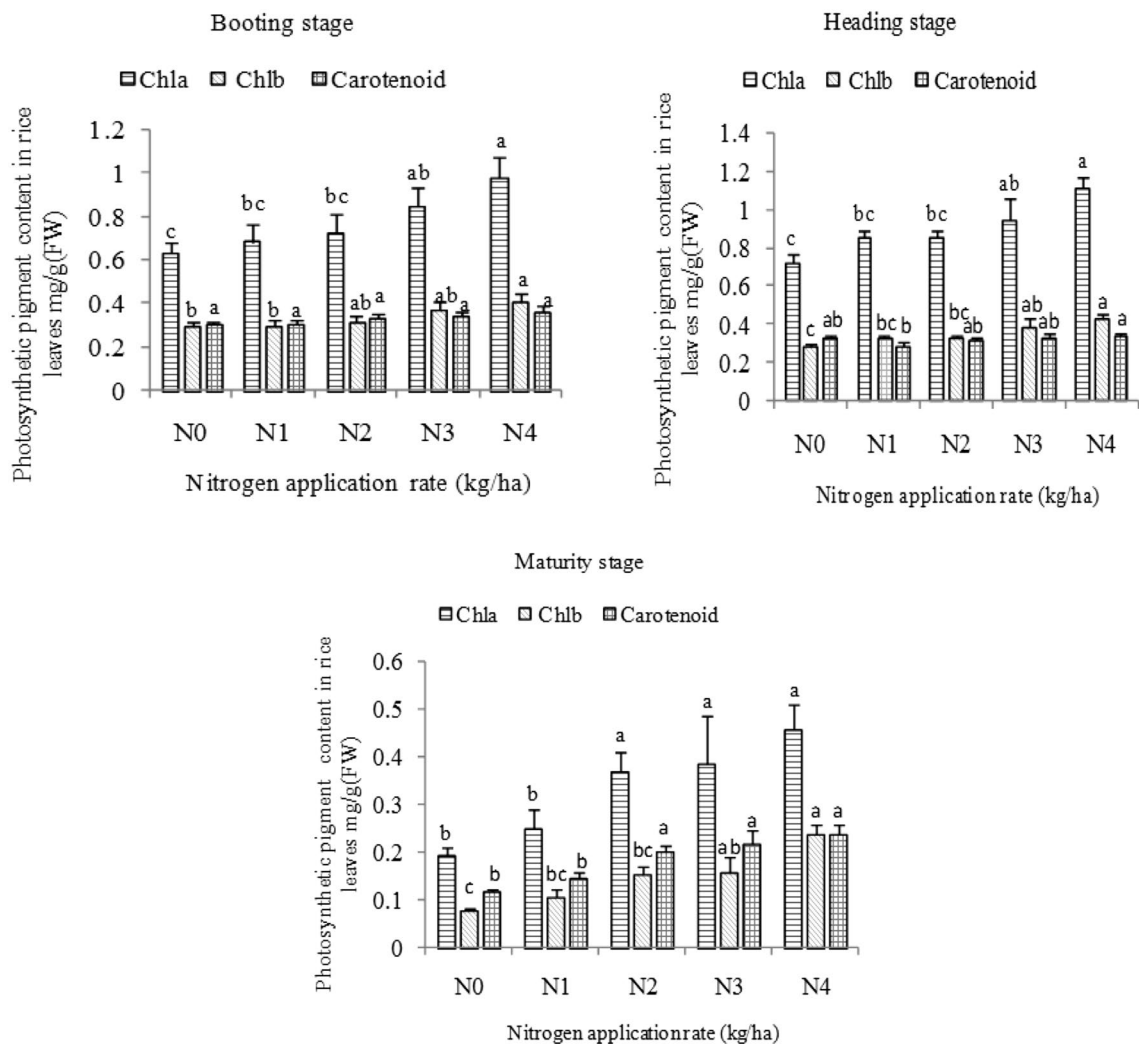 Booting stage
Chla Chlb Carotenoid
Photosynthetic pigment content in rice
leaves mg/g(FW)
1.2
1
0.8
0.6
0.4
0.2
0
c b a
bc b a
bc ab a
ab ab a
a a a
N0 N1 N2 N3 N4
Nitrogen application rate (kg/ha)
Heading stage
Chla Chlb Carotenoid
Photosynthetic pigment content in rice
leaves mg/g(FW)
1.4
1.2
1
0.8
0.6
0.4
0.2
0
c c ab
bc bc b
bc bc ab
ab ab ab
a a a
N0 N1 N2 N3 N4
Nitrogen application rate (kg/ha)
Maturity stage
Chla Chlb Carotenoid
Photosynthetic pigment content in rice
leaves mg/g(FW)
0.6
0.5
0.4
0.3
0.2
0.1
0
b c b
b bc b
a bc a
a ab a
a a a
N0 N1 N2 N3 N4
Nitrogen application rate (kg/ha)